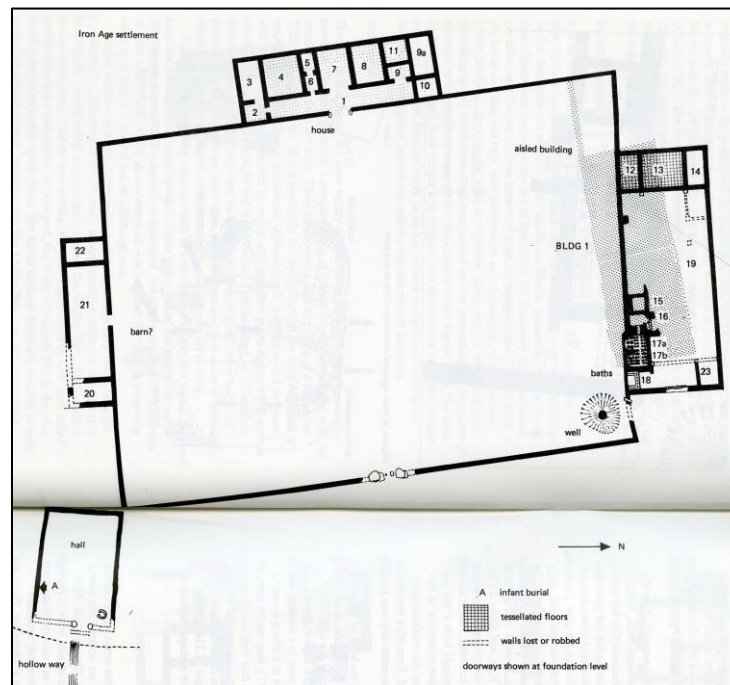 Iron Age settlement
3
4
5
6
7
8
11
9a
9
10
2
1
house
aisled building
12
13
14
BLDG 1
19
22
21
barn?
20
15
16
17a
17b
baths
18
23
well
hall
A
N
A infant burial
tessellated floors
walls lost or robbed
doorways shown at foundation level
hollow way